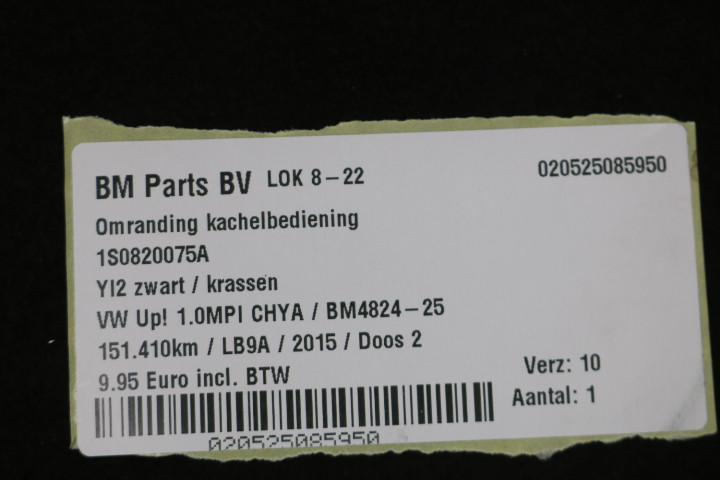 BM Parts BV LOK 8-22
020525085950
Omranding kachelbediening
1S0820075A
YI2 zwart / krassen
VW Up! 1.0MPI CHYA / BM4824-25
151.410km / LB9A / 2015 / Doos 2
9.95 Euro incl. BTW
Verz: 10
Aantal: 1
020525085950